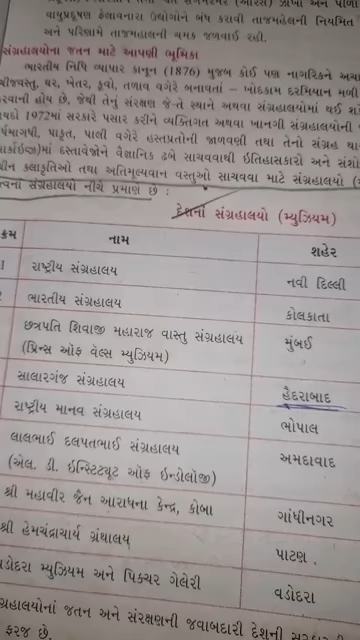 વાયુપ્રદૂષણ ફેલાવનારા ઉદ્યોગોને બંધ કરાવી તાજમહેલની નિયમિત
અને પરિણામે તાજમહાલની ચમક જળવાઈ રહી.
સંગ્રહાલયોના જતન માટે આપણી ભૂમિકા
ભારતીય નિધિ વ્યાપાર કાનૂન (1876) મુજબ કોઈ પણ નાગરિકને
ચીજવસ્તુ, ઘર, ખેતર, કૂવો, તળાવ વગેરે બનાવતાં – ખોદકામ દરમિયાન મળી
કરવાની હોય છે, જેથી તેનું સંરક્ષણ જે-તે સ્થાને અથવા સંગ્રહાલયોમાં થઈ
1972માં સરકારે પસાર કરીને વ્યક્તિગત અથવા ખાનગી સંગ્રહાલયોની
પ્રાકૃત, પાલી વગેરે હસ્તપ્રતોની જાળવણી તથા તેનો સંગ્રહ
દસ્તાવેજોને વૈજ્ઞાનિક ઢબે સાચવવાથી ઇતિહાસકારો અને
કલાકૃતિઓ તથા અતિમૂલ્યવાન વસ્તુઓ સાચવવા માટે સંગ્રહાલયો
સંગ્રહાલયો નીચે પ્રમાણ છે :
દેશનાં સંગ્રહાલયો (મ્યુઝિયમ)
ક્રમ નામ શહેર
1 રાષ્ટ્રીય સંગ્રહાલય નવી દિલ્લી
ભારતીય સંગ્રહાલય કોલકાતા
છત્રપતિ શિવાજી મહારાજ વાસ્તુ સંગ્રહાલય મુંબઈ
(પ્રિન્સ ઓફ વેલ્સ મ્યુઝિયમ)
સાલારગંજ સંગ્રહાલય હૈદરાબાદ
રાષ્ટ્રીય માનવ સંગ્રહાલય ભોપાલ
લાલભાઈ દલપતભાઈ સંગ્રહાલય અમદાવાદ
(એલ. ડી. ઇન્સ્ટિટ્યૂટ ઓફ ઇન્ડોલૉજી)
શ્રી મહાવીર જૈન આરાધના કેન્દ્ર, કોબા ગાંધીનગર
શ્રી હેમચંદ્રાચાર્ય ગ્રંથાલય પાટણ
વડોદરા મ્યુઝિયમ અને પિક્ચર ગેલેરી વડોદરા
સંગ્રહાલયોનાં જતન અને સંરક્ષણની જવાબદારી દેશની
ફરજ છે.